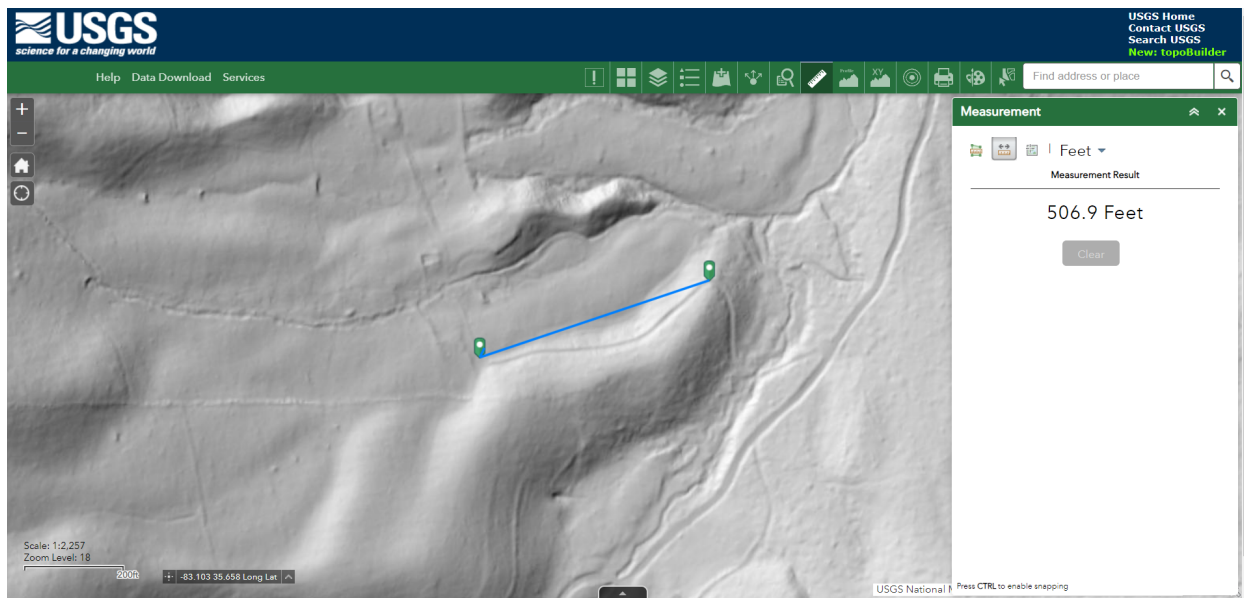 USGS
science for a changing world
USGS Home
Contact USGS
Search USGS
New: topoBuilder
Help Data Download Services
XY
Find address or place
+
−
Measurement
Feet
Measurement Result
506.9 Feet
Clear
Scale: 1:2,257
Zoom Level: 18
200ft
-83.103 35.658 Long Lat
USGS National
Press CTRL to enable snapping